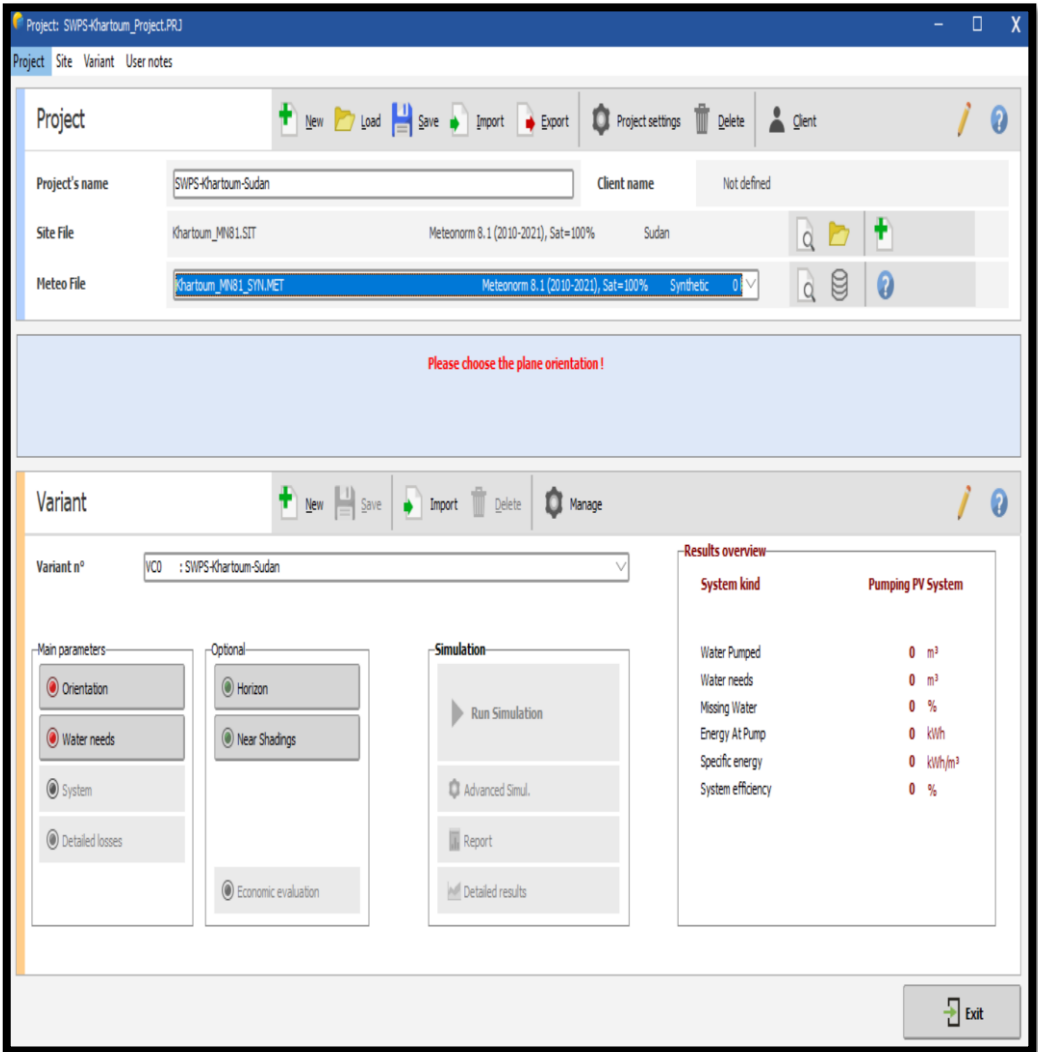 Project: SWPS-Khartoum_Project.PRJ
Project Site Variant User notes
Project New Load Save Import Export Project settings Delete Client
Project's name SWPS-Khartoum-Sudan Client name Not defined
Site File Khartoum_MN81.SIT Meteonorm 8.1 (2010-2021), Sat=100% Sudan
Meteo File Khartoum_MN81_SYN.MET Meteonorm 8.1 (2010-2021), Sat=100% Synthetic 0
Please choose the plane orientation !
Variant New Save Import Delete Manage
Variant n° VC0 : SWPS-Khartoum-Sudan
Results overview
System kind Pumping PV System
Main parameters Optional Simulation
Orientation Horizon Run Simulation
Water needs Near Shadings
System Advanced Simul.
Detailed losses Report
Economic evaluation Detailed results
Water Pumped 0 m³
Water needs 0 m³
Missing Water 0 %
Energy At Pump 0 kWh
Specific energy 0 kWh/m³
System efficiency 0 %
Exit